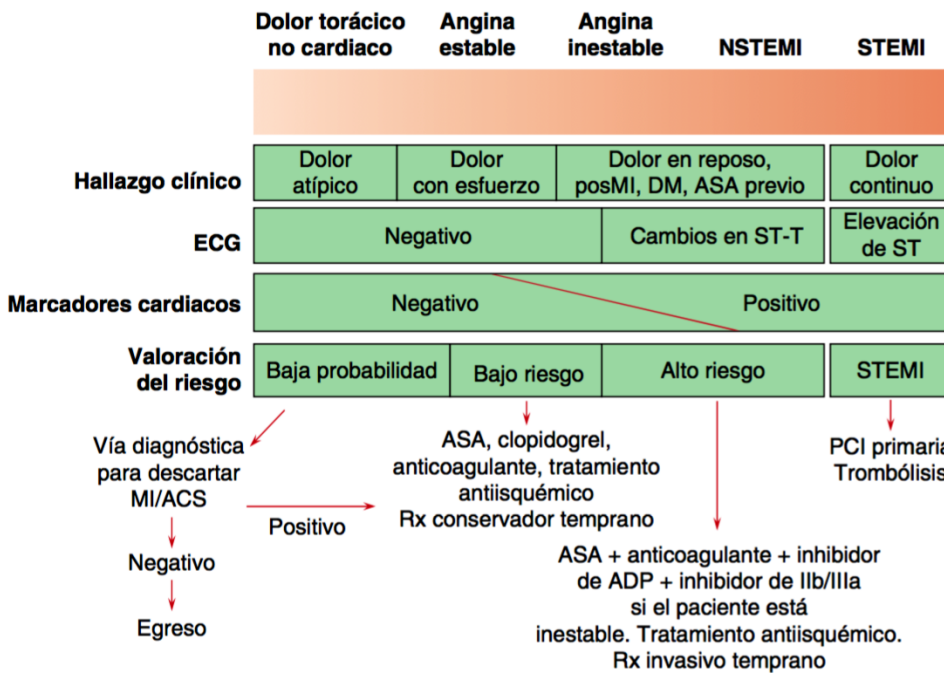 Dolor torácico
no cardiaco
Angina
estable
Angina
inestable
NSTEMI
STEMI
Hallazgo clínico
Dolor
atípico
Dolor
con esfuerzo
Dolor en reposo,
posMI, DM, ASA previo
Dolor
continuo
ECG
Negativo
Cambios en ST-T
Elevación
de ST
Marcadores cardiacos
Negativo
Positivo
Valoración
del riesgo
Baja probabilidad
Bajo riesgo
Alto riesgo
STEMI
Vía diagnóstica
para descartar
MI/ACS
Positivo
Negativo
Egreso
ASA, clopidogrel,
anticoagulante, tratamiento
antiisquémico
Rx conservador temprano
ASA + anticoagulante + inhibidor
de ADP + inhibidor de IIb/IIIa
si el paciente está
inestable. Tratamiento antiisquémico.
Rx invasivo temprano
PCI primaria
Trombólisis